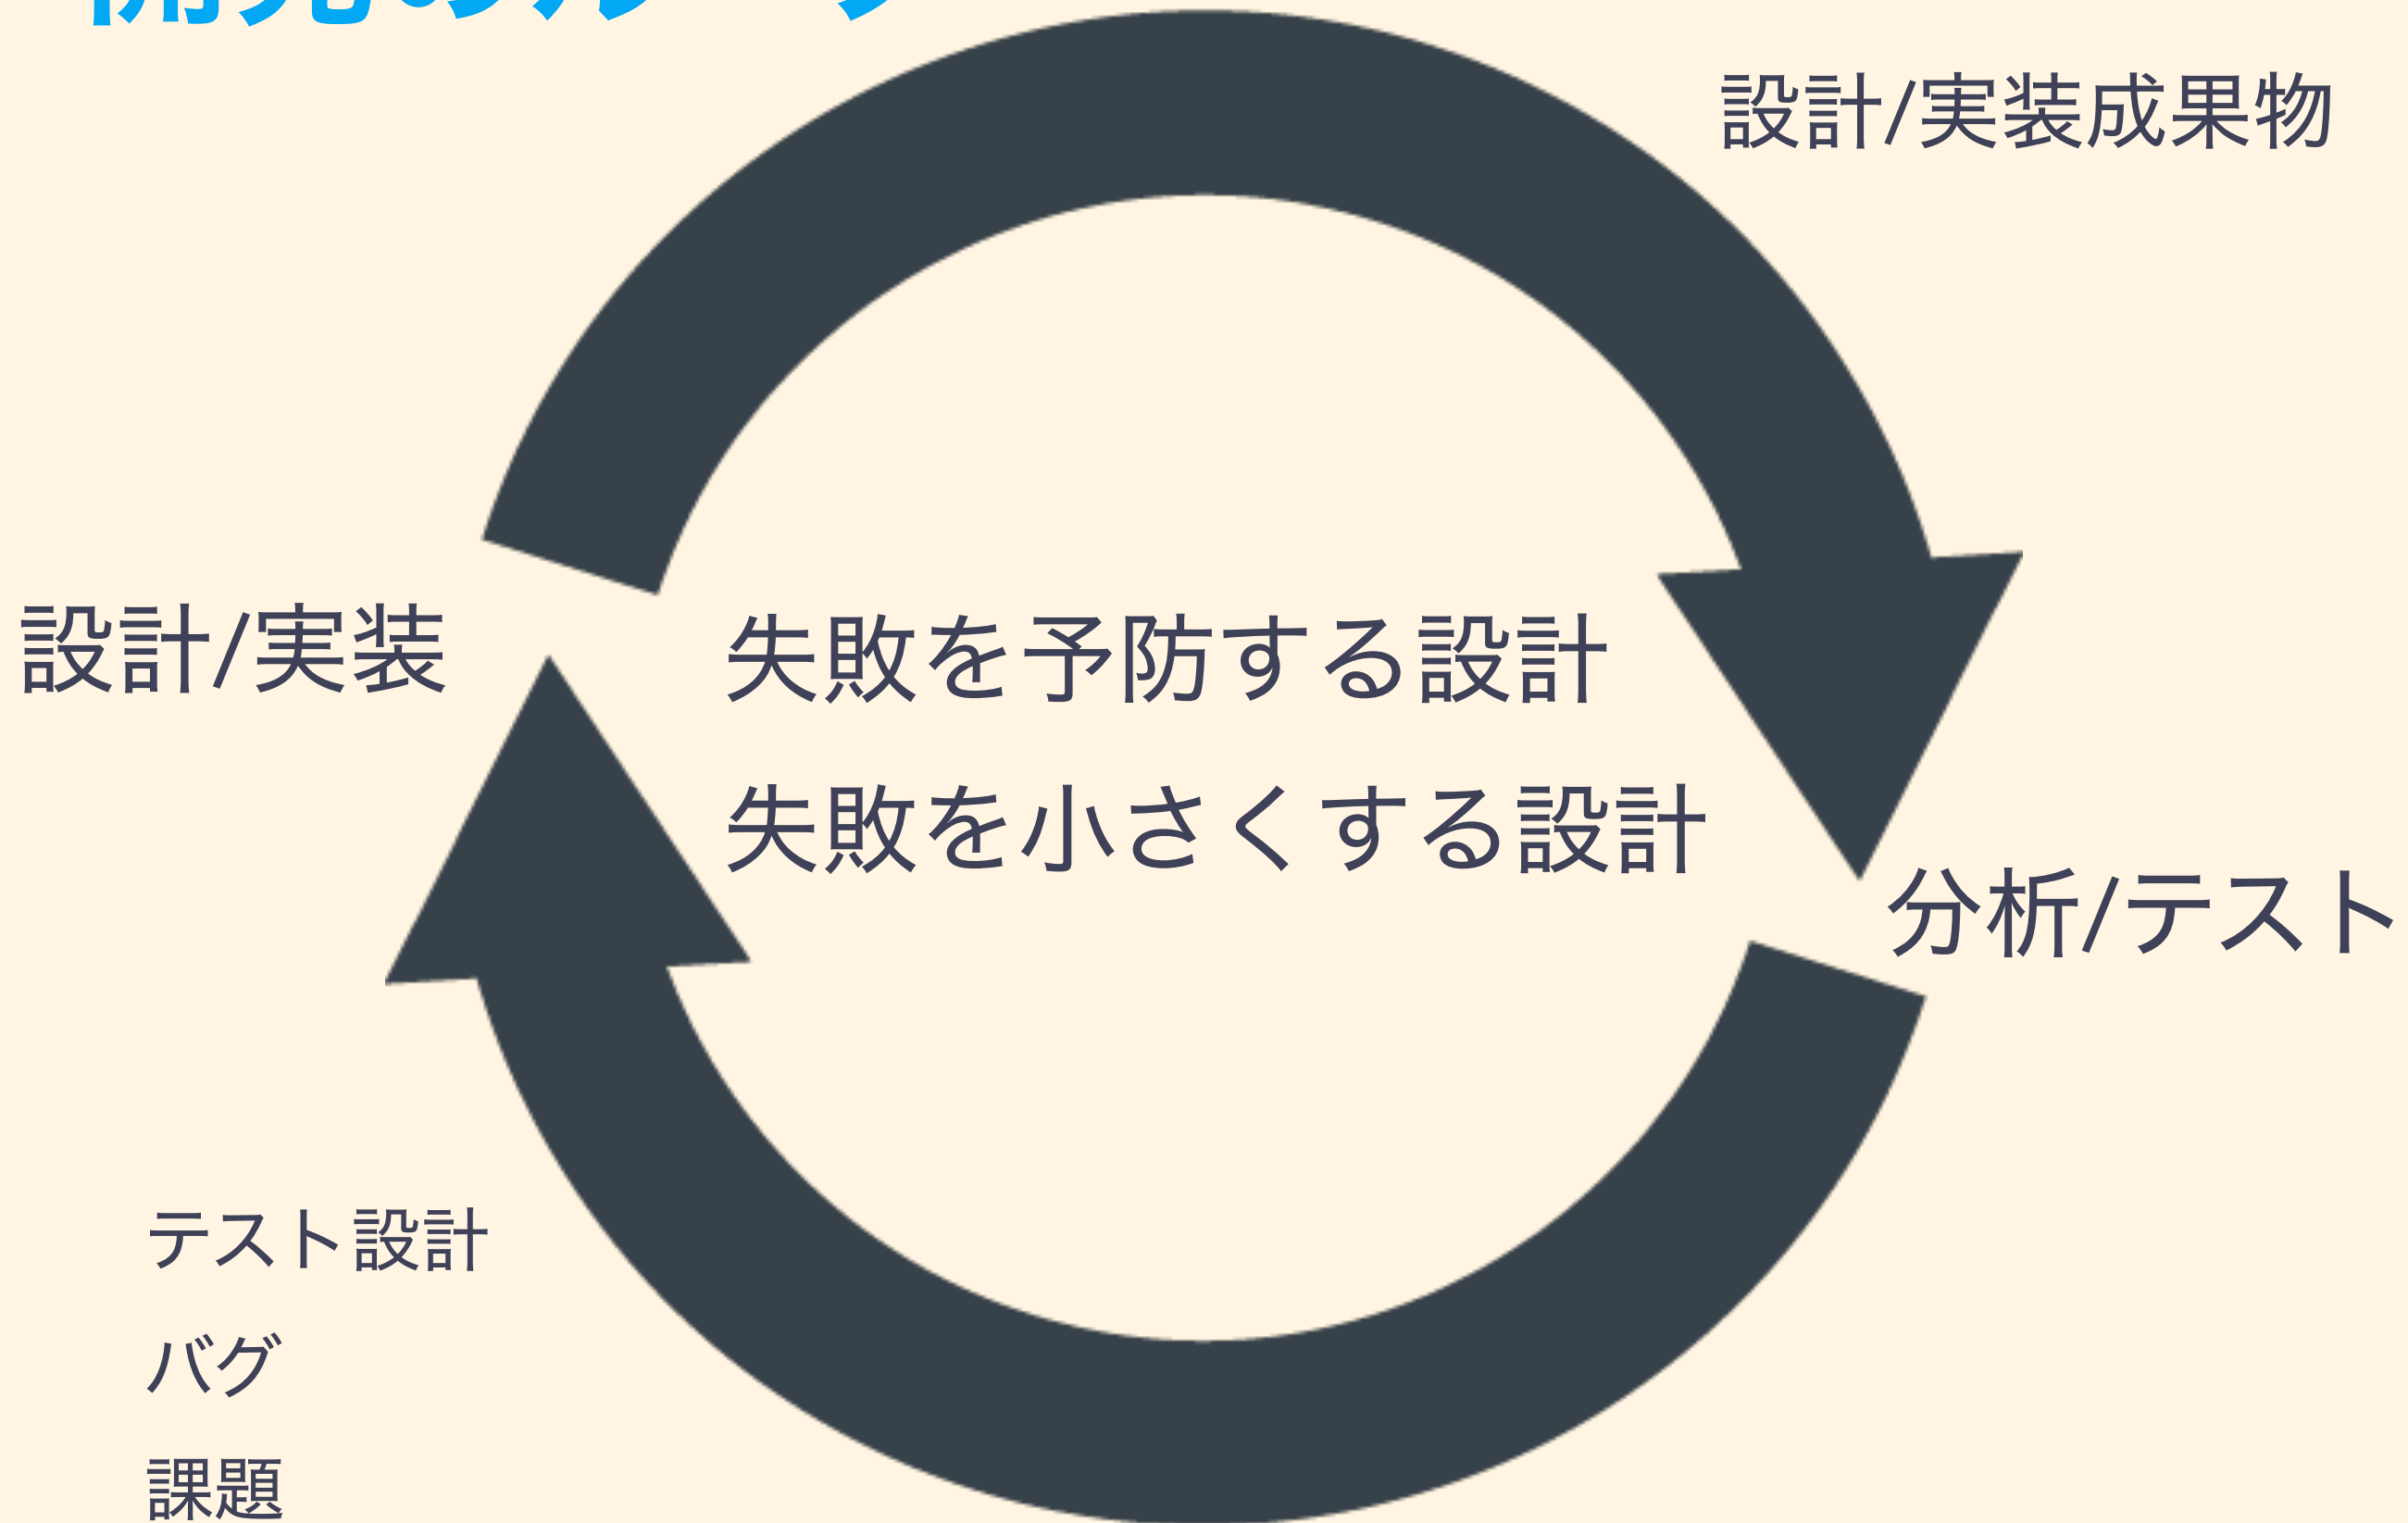 設計/実装成果物
設計/実装
失敗を予防する設計
失敗を小さくする設計
分析/テスト
テスト設計
バグ
課題